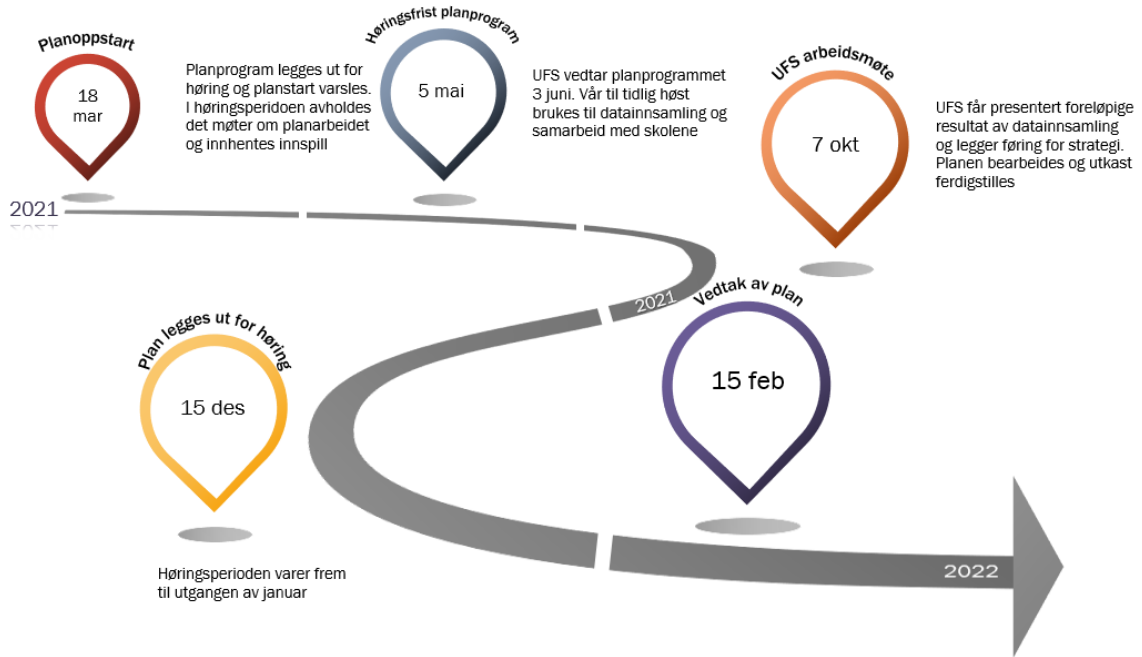 Planoppstart
18
mar
Planprogram legges ut for
høring og planstart varsles.
I høringsperidoen avholdes
det møter om planarbeidet
og innhentes innspill
Høringsfrist planprogram
5 mai
UFS vedtar planprogrammet
3 juni. Vår til tidlig høst
brukes til datainnsamling og
samarbeid med skolene
UFS arbeidsmøte
7 okt
UFS får presentert foreløpige
resultat av datainnsamling
og legger føring for strategi.
Planen bearbeides og utkast
ferdigstilles
2021
2021
Plan legges ut for høring
15 des
Høringsperioden varer frem
til utgangen av januar
Vedtak av plan
15 feb
2022